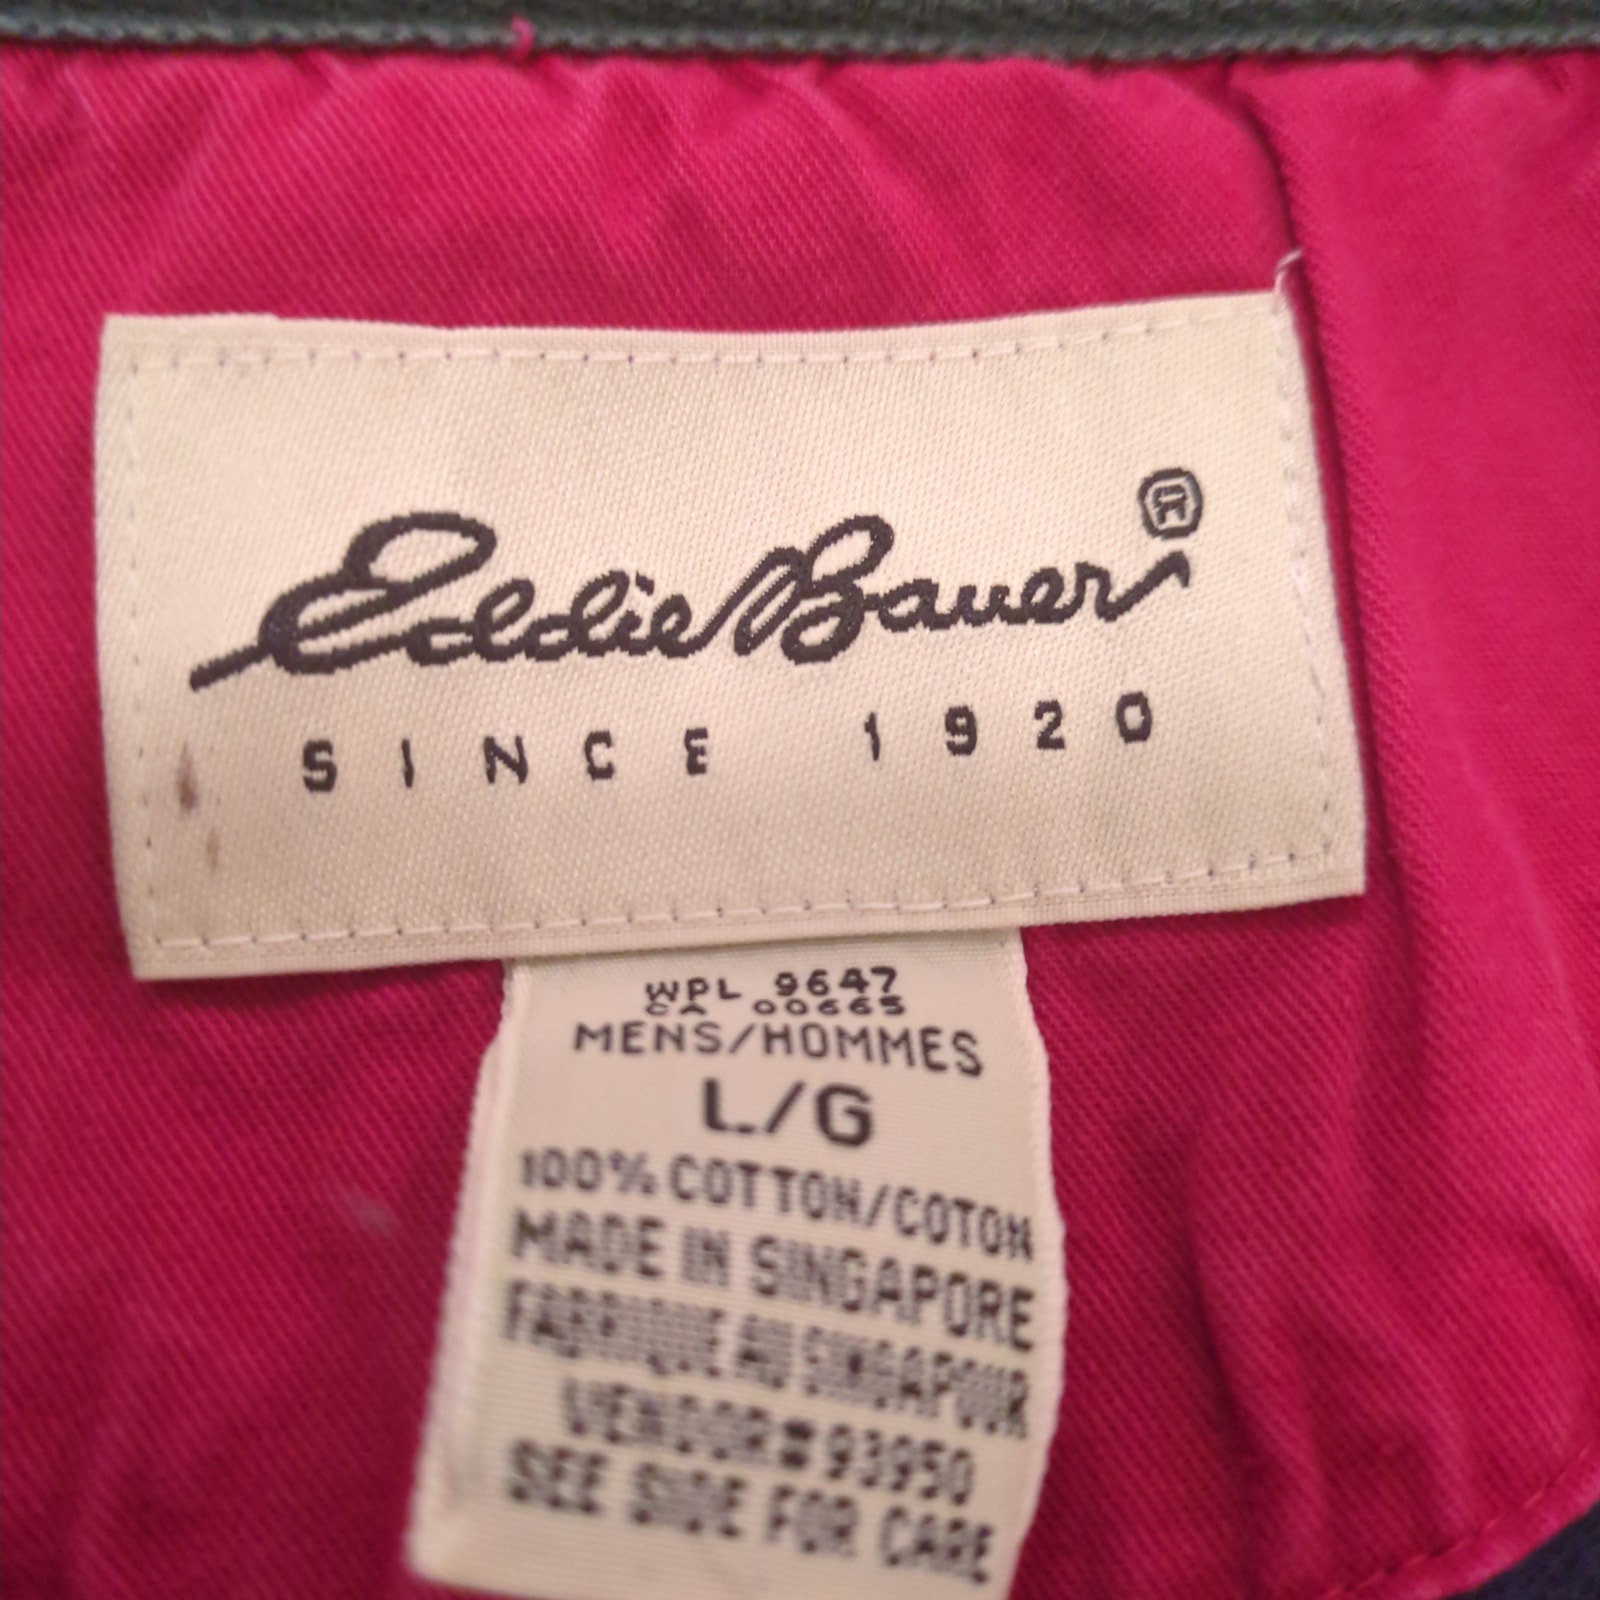 Eddie Bauer ®
SINCE 1920
WPL 9647
CA 00665
MENS/HOMMES
L/G
100% COTTON/COTON
MADE IN SINGAPORE
FABRIQUE AU SINGAPOUR
VENDOR# 93950
SEE SIDE FOR CARE